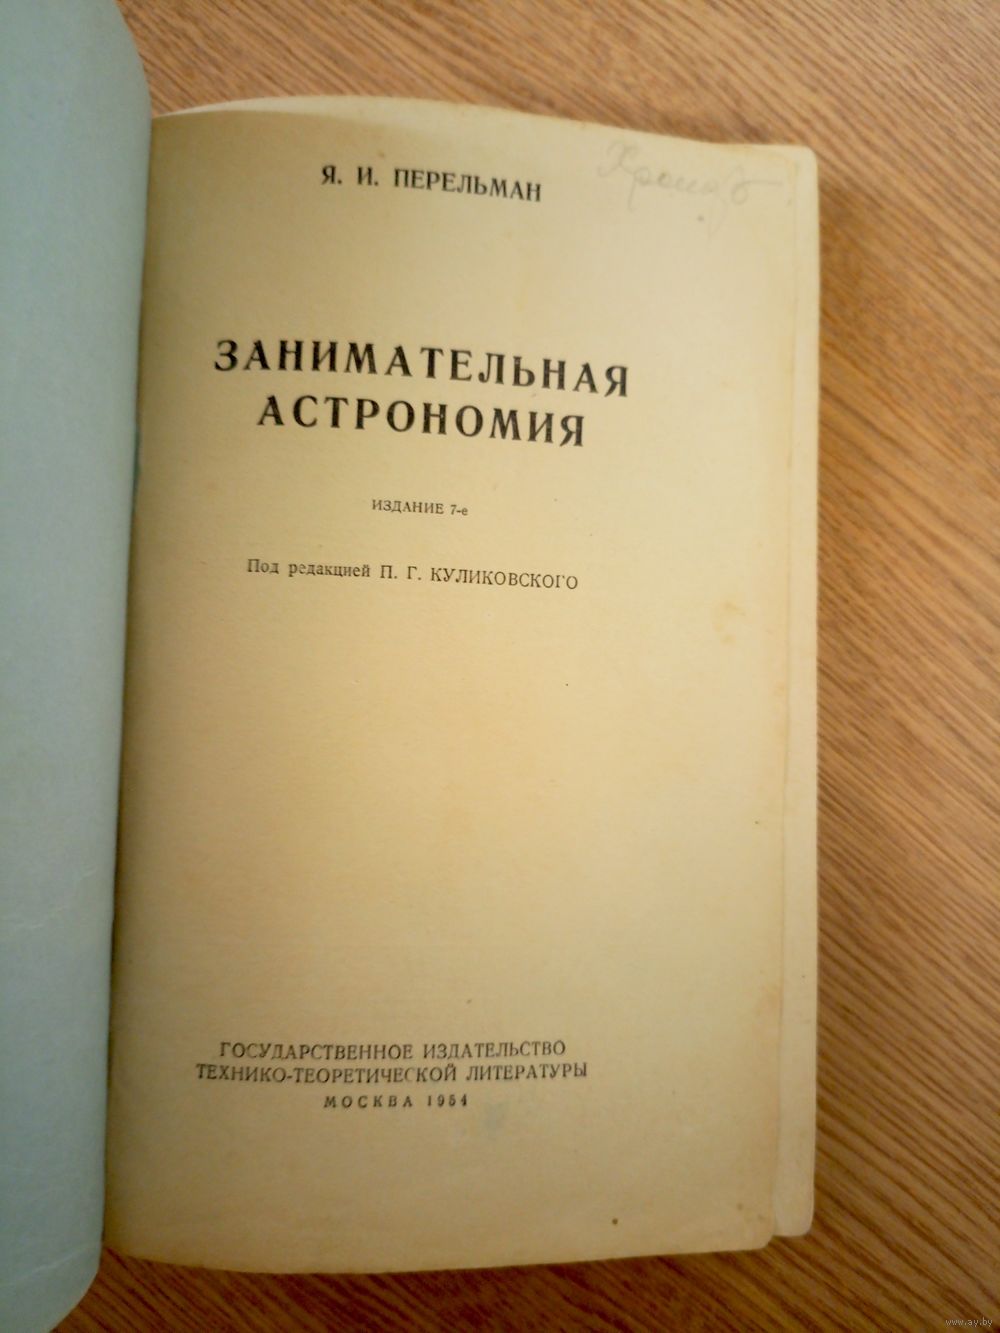 Я. И. ПЕРЕЛЬМАН
ЗАНИМАТЕЛЬНАЯ
АСТРОНОМИЯ
ИЗДАНИЕ 7-е
Под редакцией П. Г. КУЛИКОВСКОГО
ГОСУДАРСТВЕННОЕ ИЗДАТЕЛЬСТВО
ТЕХНИКО-ТЕОРЕТИЧЕСКОЙ ЛИТЕРАТУРЫ
МОСКВА 1954
www.ay.by